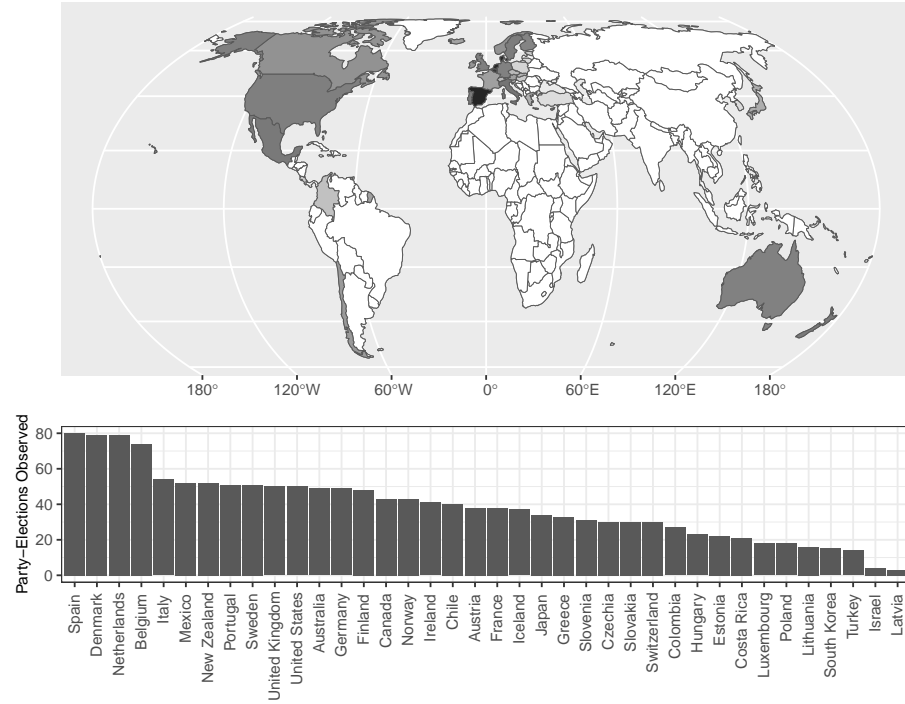 180° 120°W 60°W 0° 60°E 120°E 180°
Party−Elections Observed
80
60
40
20
0
Spain
Denmark
Netherlands
Belgium
Italy
Mexico
New Zealand
Portugal
Sweden
United Kingdom
United States
Australia
Germany
Finland
Canada
Norway
Ireland
Chile
Austria
France
Iceland
Japan
Greece
Slovenia
Czechia
Slovakia
Switzerland
Colombia
Hungary
Estonia
Costa Rica
Luxembourg
Poland
Lithuania
South Korea
Turkey
Israel
Latvia